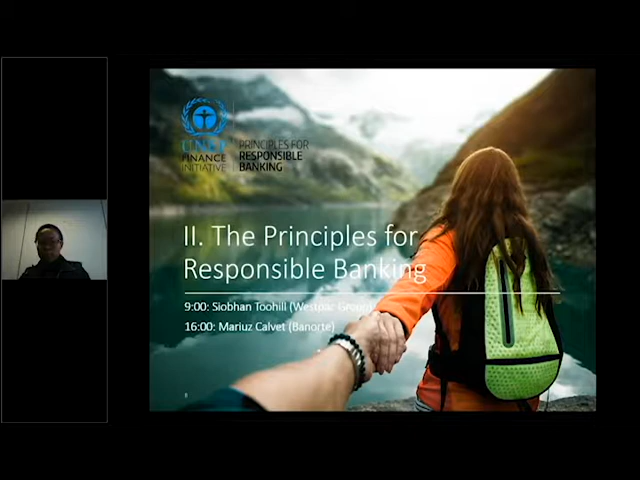 UNEP
FINANCE
INITIATIVE
PRINCIPLES FOR
RESPONSIBLE
BANKING
II. The Principles for
Responsible Banking
9:00: Siobhan Toohill (Westpac Group)
16:00: Mariuz Calvet (Banorte)
8